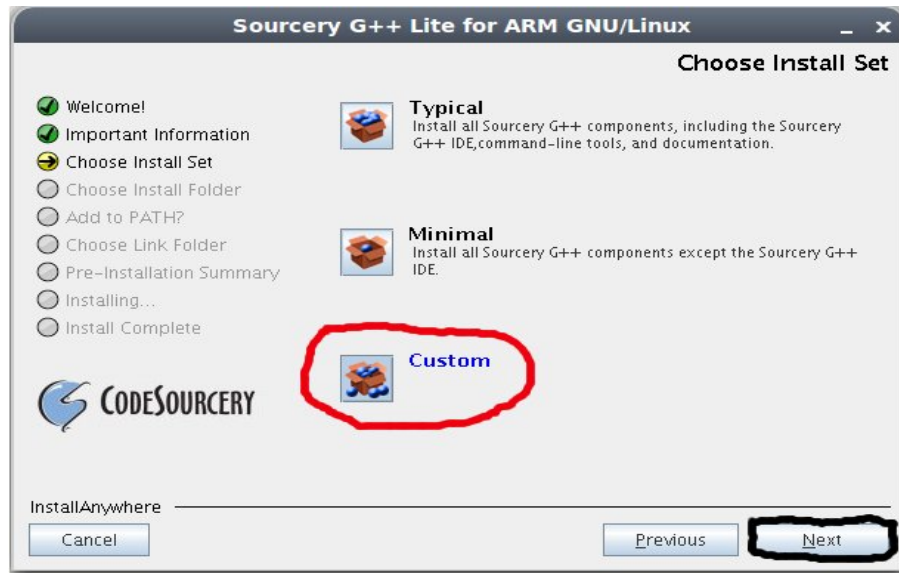 Sourcery G++ Lite for ARM GNU/Linux
Choose Install Set
Welcome!
Important Information
Choose Install Set
Choose Install Folder
Add to PATH?
Choose Link Folder
Pre-Installation Summary
Installing...
Install Complete
Typical
Install all Sourcery G++ components, including the Sourcery
G++ IDE,command-line tools, and documentation.
Minimal
Install all Sourcery G++ components except the Sourcery G++
IDE.
Custom
CODESOURCERY
InstallAnywhere
Cancel
Previous
Next